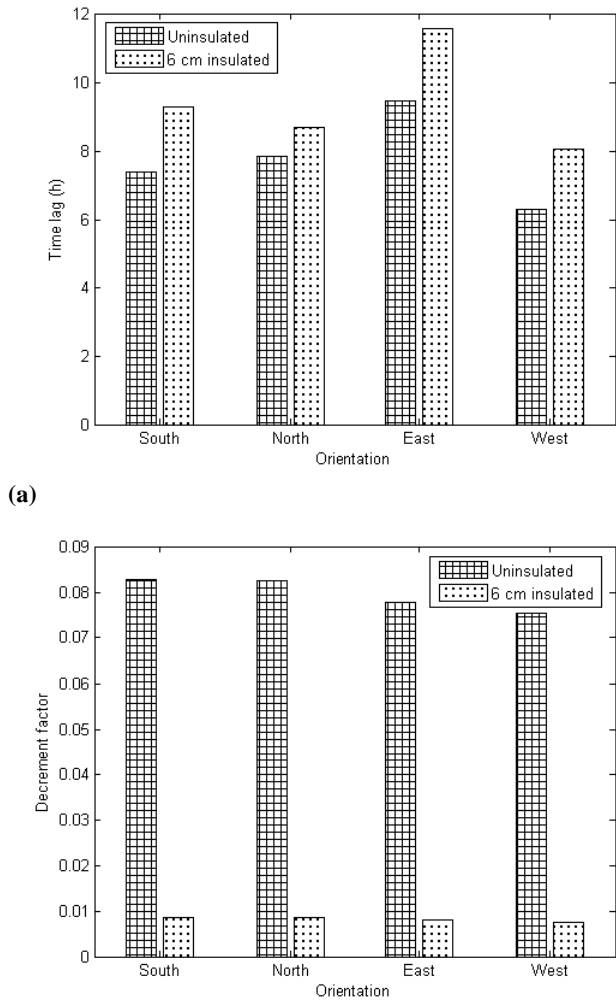 12
10
8
6
4
2
0
Time lag (h)
Uninsulated
6 cm insulated
South North East West
Orientation
(a)
0.09
0.08
0.07
0.06
0.05
0.04
0.03
0.02
0.01
0
Decrement factor
Uninsulated
6 cm insulated
South North East West
Orientation